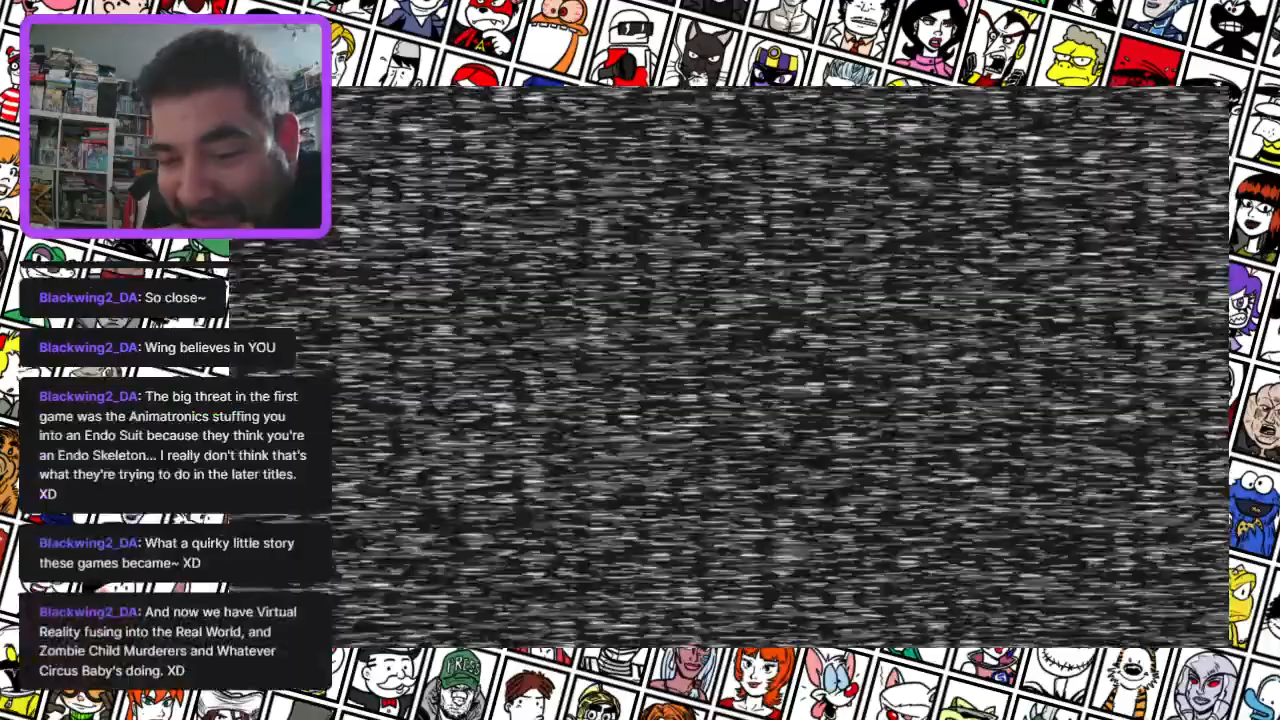 Blackwing2_DA: So close~
Blackwing2_DA: Wing believes in YOU
Blackwing2_DA: The big threat in the first
game was the Animatronics stuffing you
into an Endo Suit because they think you're
an Endo Skeleton... I really don't think that's
what they're trying to do in the later titles.
XD
Blackwing2_DA: What a quirky little story
these games became~ XD
Blackwing2_DA: And now we have Virtual
Reality fusing into the Real World, and
Zombie Child Murderers and Whatever
Circus Baby's doing. XD
PRESS